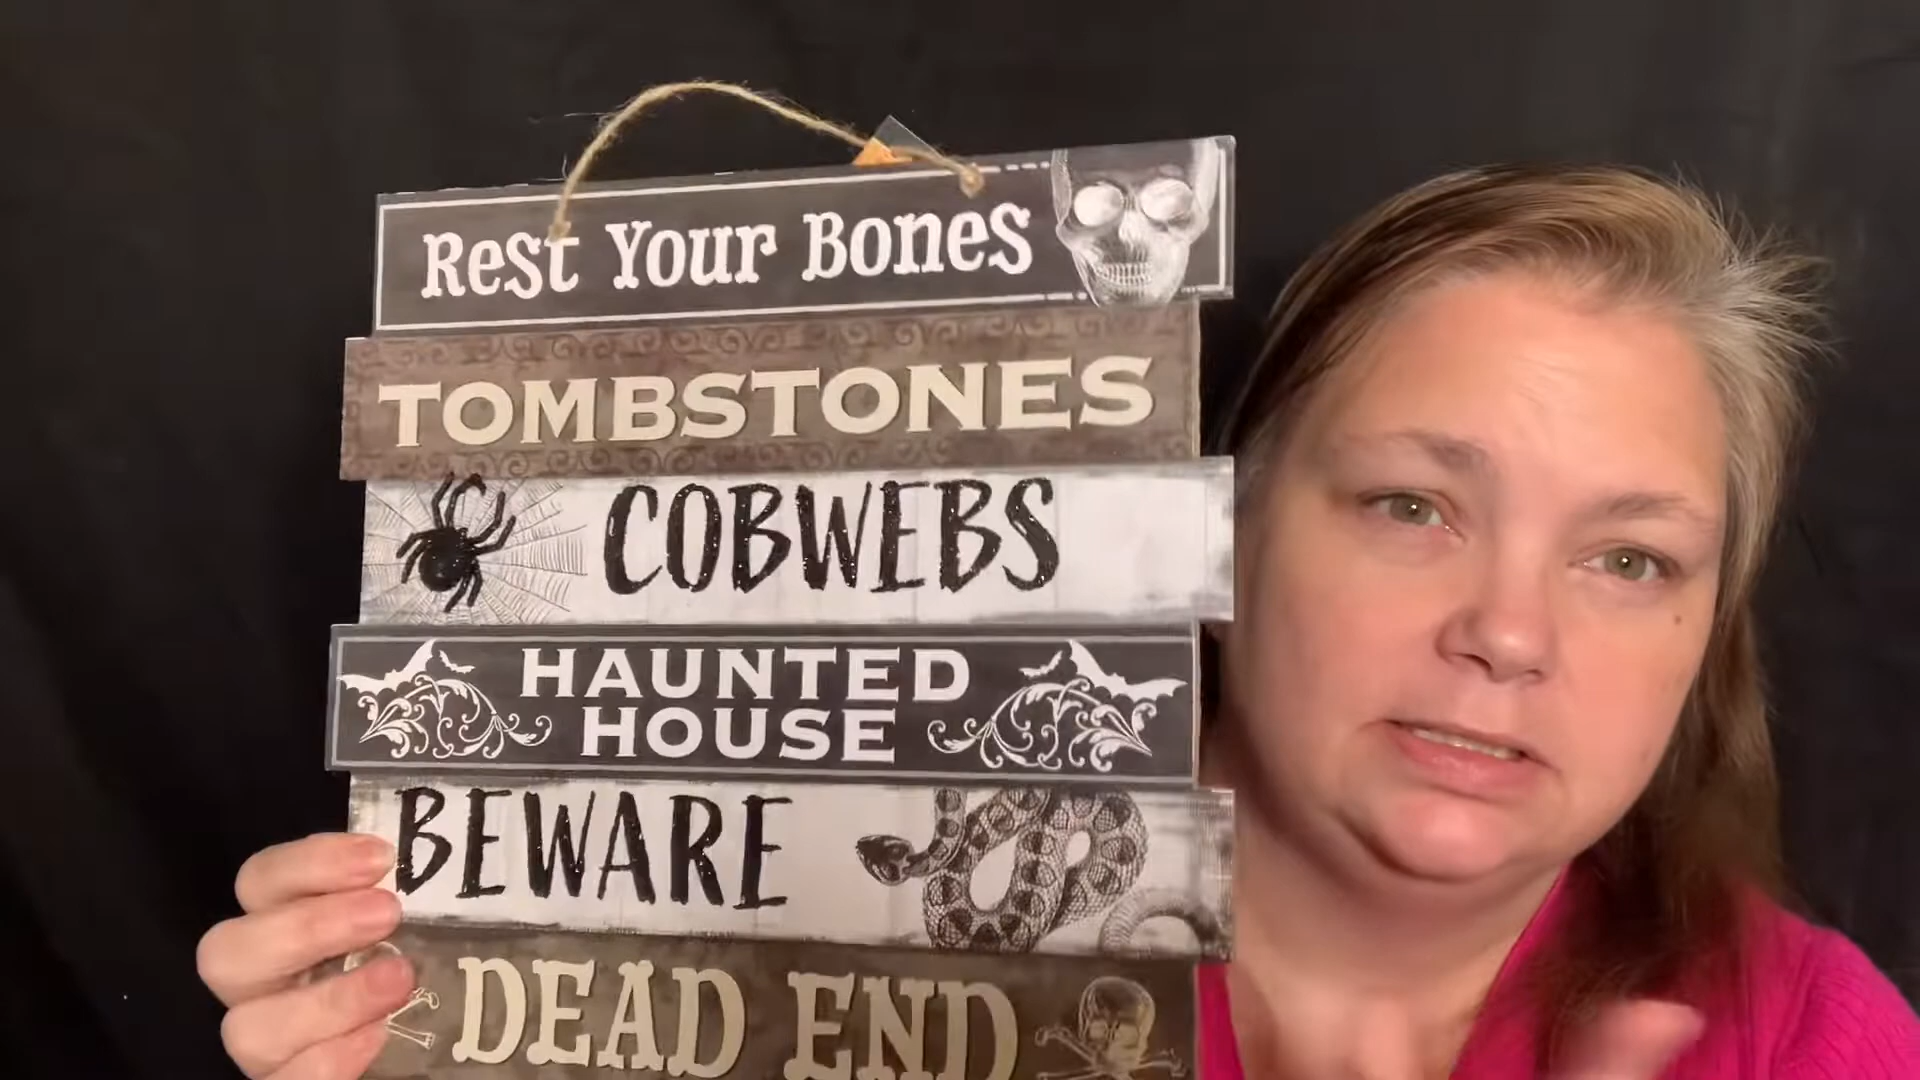 Rest Your Bones
TOMBSTONES
COBWEBS
HAUNTED
HOUSE
BEWARE
DEAD END